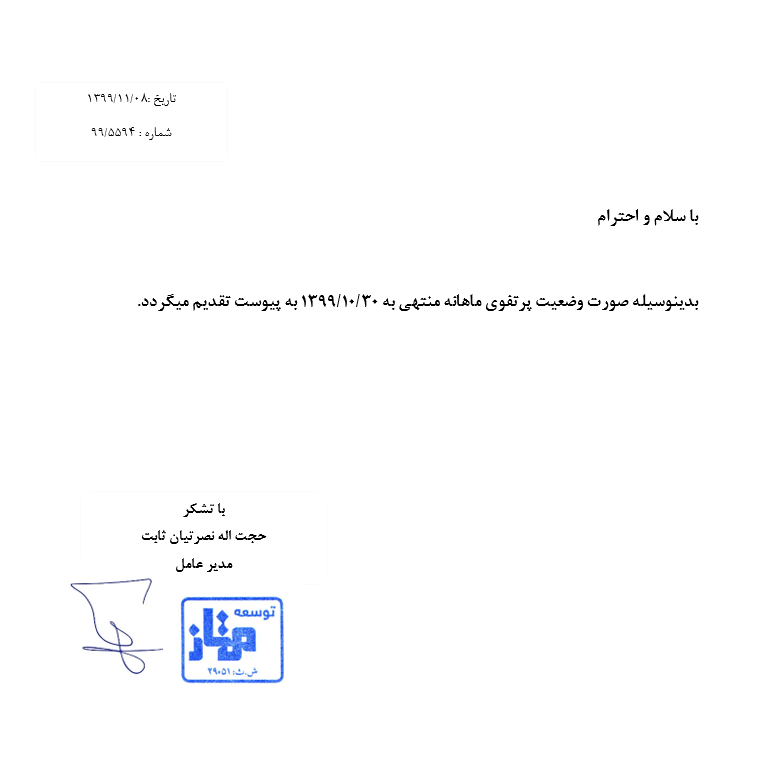 تاریخ :۱۳۹۹/۱۱/۰۸
شماره : ۹۹/۵۵۹۴
با سلام و احترام
بدینوسیله صورت وضعیت پرتفوی ماهانه منتهی به ۱۳۹۹/۱۰/۳۰ به پیوست تقدیم میگردد.
با تشکر
حجت اله نصرتیان ثابت
مدیر عامل
توسعه
ممتاز
ش.ث: ۲۹۰۵۱